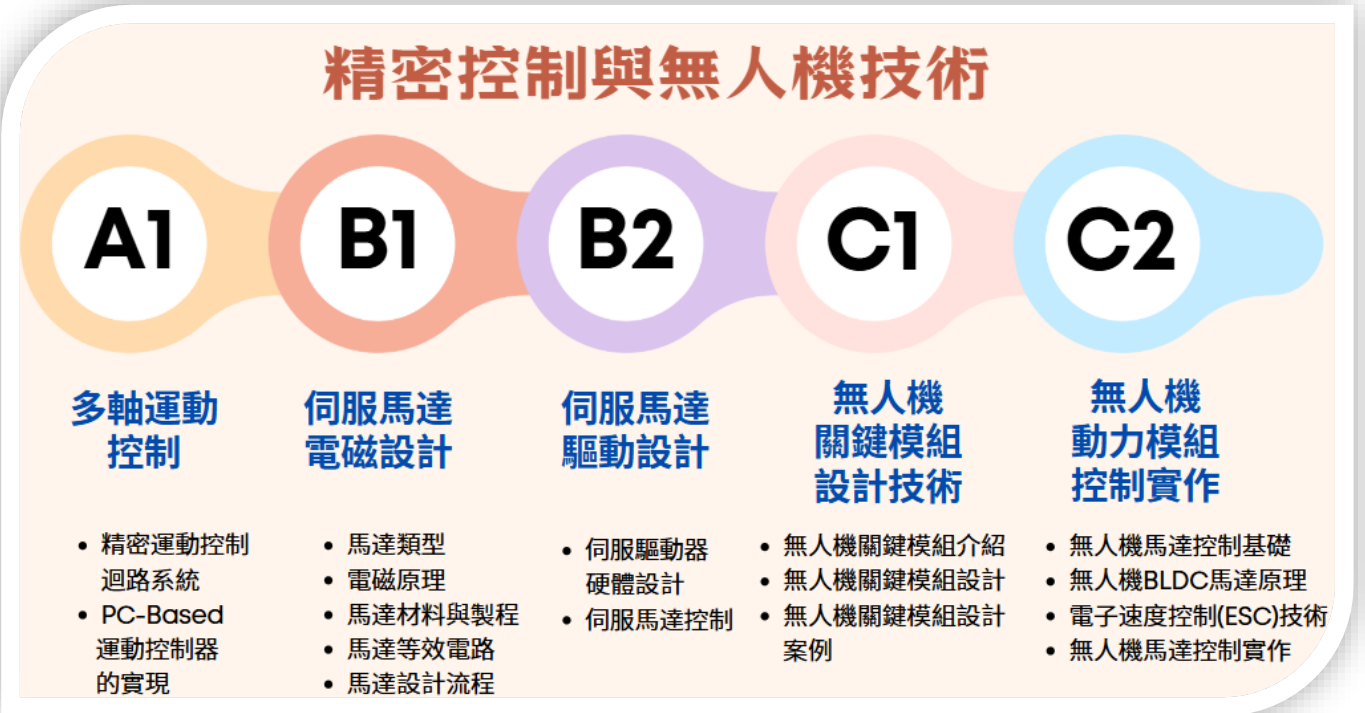 精密控制與無人機技術
A1
B1
B2
C1
C2
多軸運動
控制
伺服馬達
電磁設計
伺服馬達
驅動設計
無人機
關鍵模組
設計技術
無人機
動力模組
控制實作
• 精密運動控制
迴路系統
• PC-Based
運動控制器
的實現
• 馬達類型
• 電磁原理
• 馬達材料與製程
• 馬達等效電路
• 馬達設計流程
• 伺服驅動器
硬體設計
• 伺服馬達控制
• 無人機關鍵模組介紹
• 無人機關鍵模組設計
• 無人機關鍵模組設計
案例
• 無人機馬達控制基礎
• 無人機BLDC馬達原理
• 電子速度控制(ESC)技術
• 無人機馬達控制實作